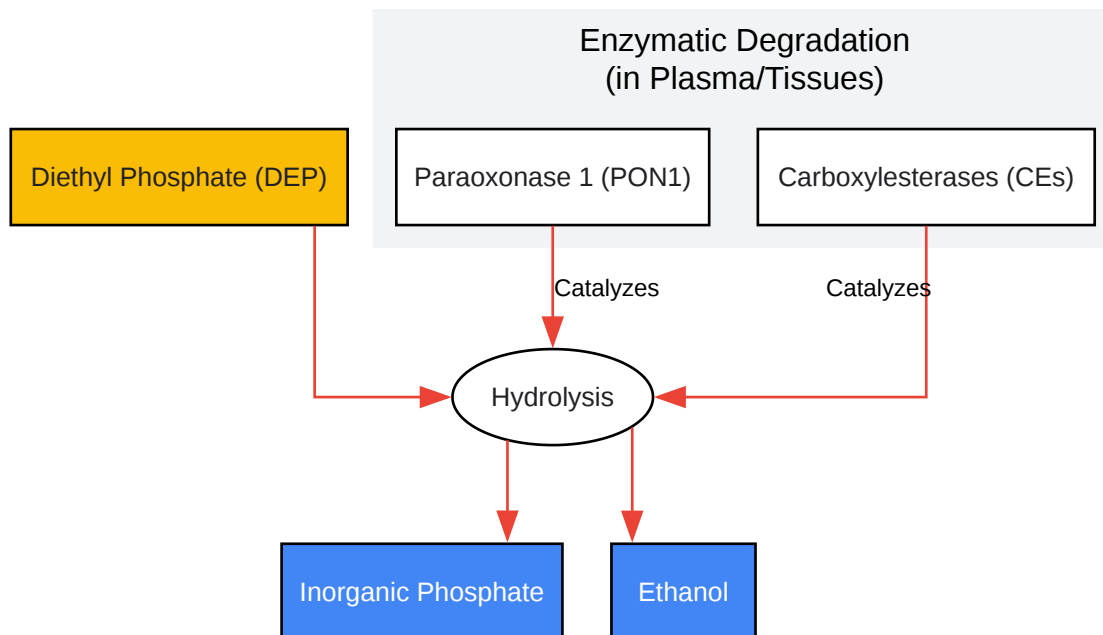 Enzymatic Degradation
(in Plasma/Tissues)
Diethyl Phosphate (DEP)
Paraoxonase 1 (PON1)
Carboxylesterases (CEs)
Catalyzes
Catalyzes
Hydrolysis
Inorganic Phosphate
Ethanol